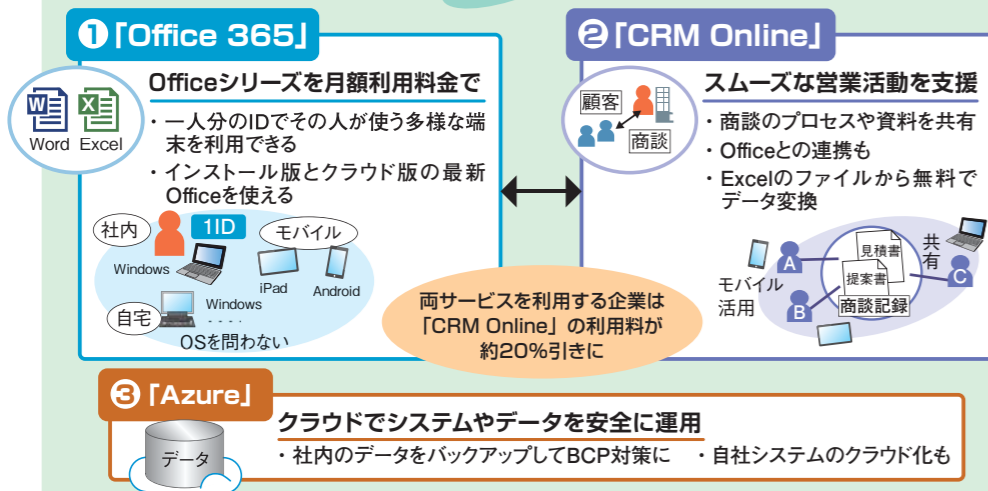 ❶「Office 365」
Officeシリーズを月額利用料金で
W
X
Word Excel
・一人分のIDでその人が使う多様な端
末を利用できる
・インストール版とクラウド版の最新
Officeを使える
社内
1ID
モバイル
Windows
iPad
Android
自宅
Windows
・・・・
OSを問わない
❷「CRM Online」
スムーズな営業活動を支援
顧客
商談
・商談のプロセスや資料を共有
・Officeとの連携も
・Excelのファイルから無料で
データ変換
モバイル
活用
A
B
見積書
提案書
商談記録
共
有
C
両サービスを利用する企業は
「CRM Online」の利用料が
約20%引きに
❸「Azure」
クラウドでシステムやデータを安全に運用
データ
・社内のデータをバックアップしてBCP対策に ・自社システムのクラウド化も